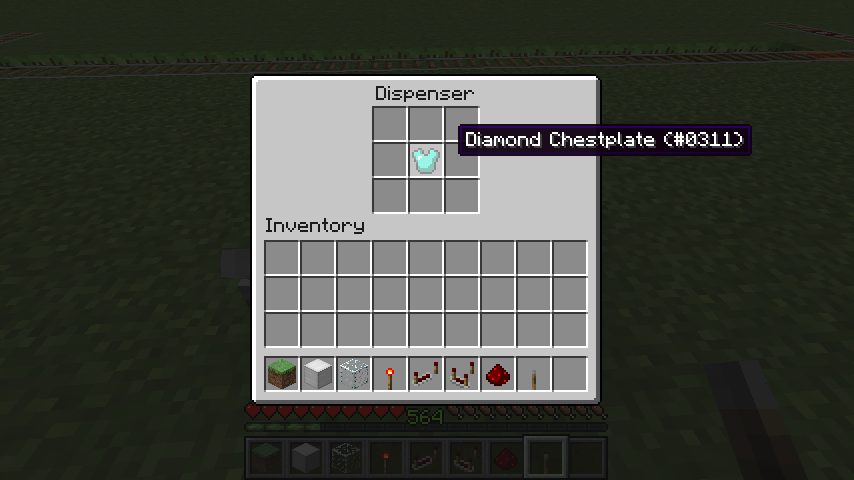 Dispenser
Diamond Chestplate (#0311)
Inventory
564